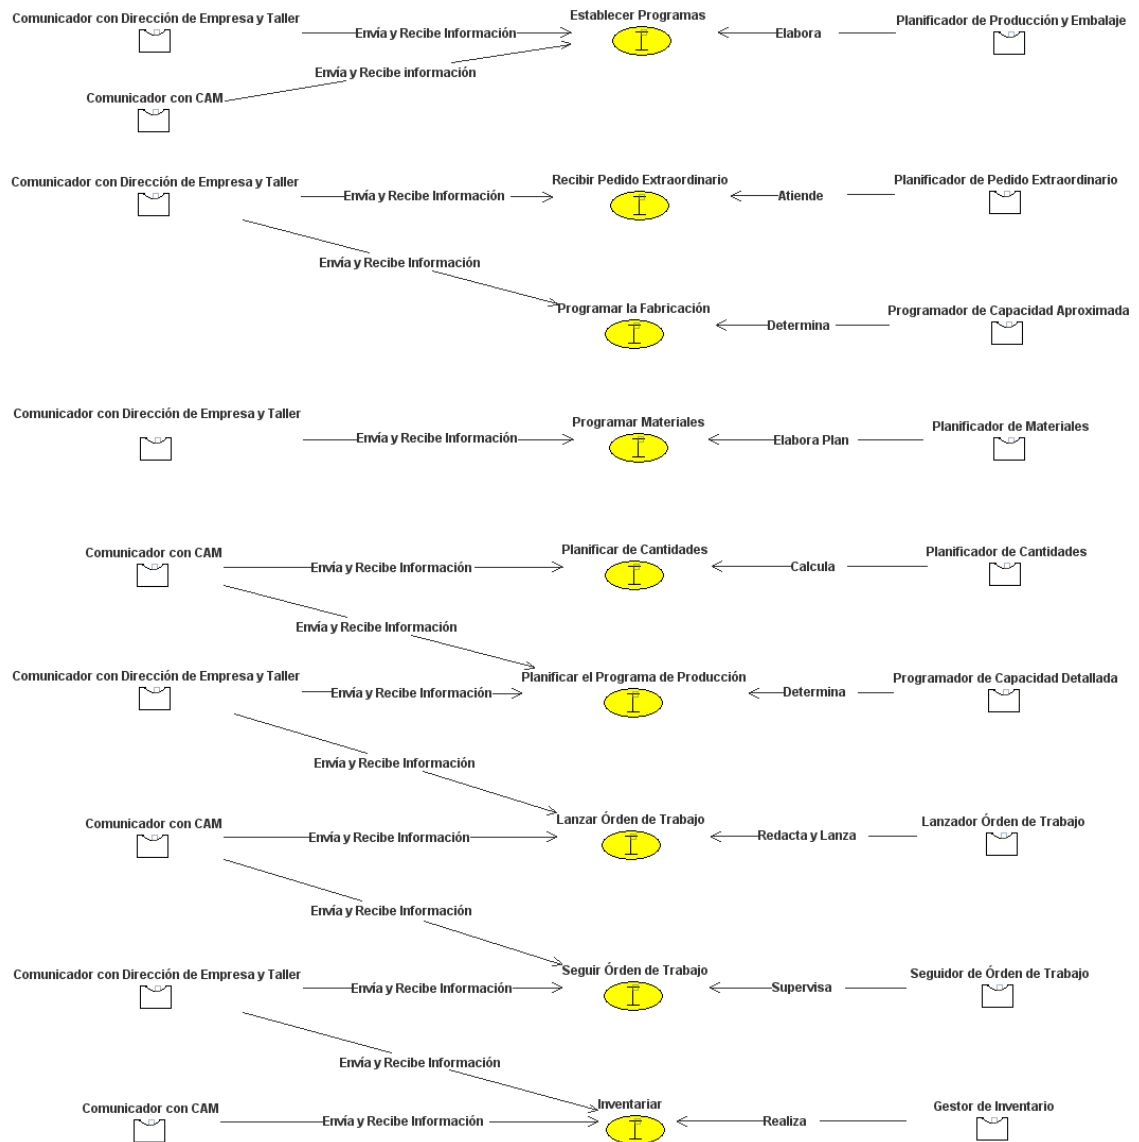 Comunicador con Dirección de Empresa y Taller
Establecer Programas
Planificador de Producción y Embalaje
Envía y Recibe Información
Elabora
Envía y Recibe información
Comunicador con CAM
Comunicador con Dirección de Empresa y Taller
Recibir Pedido Extraordinario
Planificador de Pedido Extraordinario
Envía y Recibe Información
Atiende
Envía y Recibe Información
Programar la Fabricación
Programador de Capacidad Aproximada
Determina
Comunicador con Dirección de Empresa y Taller
Programar Materiales
Planificador de Materiales
Envía y Recibe Información
Elabora Plan
Comunicador con CAM
Planificar de Cantidades
Planificador de Cantidades
Envía y Recibe Información
Calcula
Envía y Recibe Información
Comunicador con Dirección de Empresa y Taller
Planificar el Programa de Producción
Programador de Capacidad Detallada
Envía y Recibe Información
Determina
Envía y Recibe Información
Comunicador con CAM
Lanzar Órden de Trabajo
Lanzador Órden de Trabajo
Envía y Recibe Información
Redacta y Lanza
Envía y Recibe Información
Comunicador con Dirección de Empresa y Taller
Seguir Órden de Trabajo
Seguidor de Órden de Trabajo
Envía y Recibe Información
Supervisa
Envía y Recibe Información
Comunicador con CAM
Inventariar
Gestor de Inventario
Envía y Recibe Información
Realiza